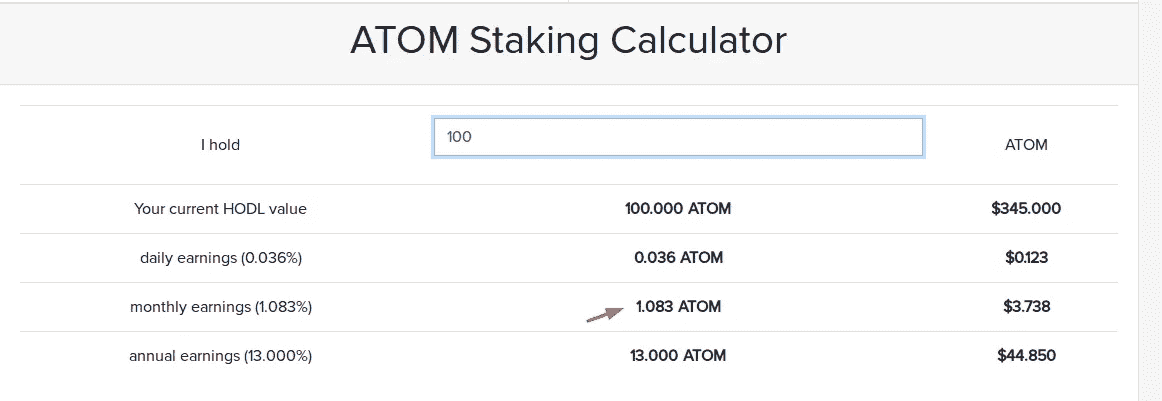 ATOM Staking Calculator
I hold 100 ATOM
Your current HODL value 100.000 ATOM $345.000
daily earnings (0.036%) 0.036 ATOM $0.123
monthly earnings (1.083%) 1.083 ATOM $3.738
annual earnings (13.000%) 13.000 ATOM $44.850